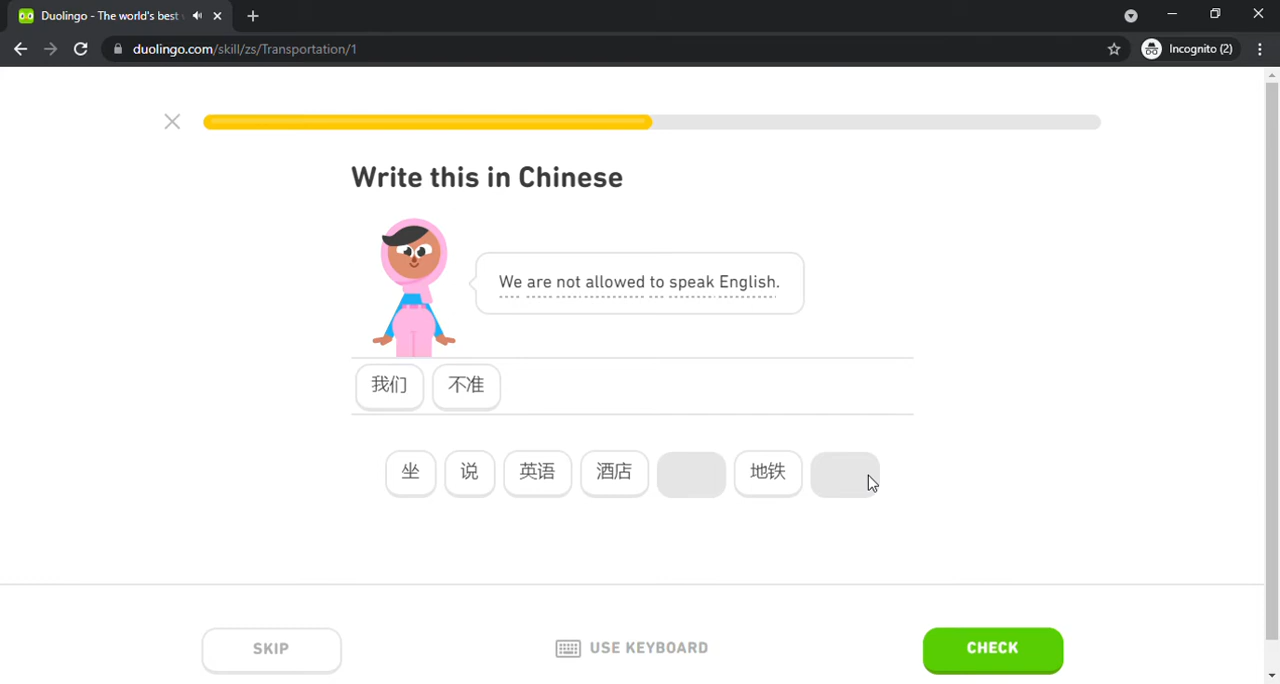 Duolingo - The world's best
duolingo.com/skill/zs/Transportation/1
Incognito (2)
Write this in Chinese
We are not allowed to speak English.
我们 不准
坐 说 英语 酒店 地铁
SKIP
USE KEYBOARD
CHECK